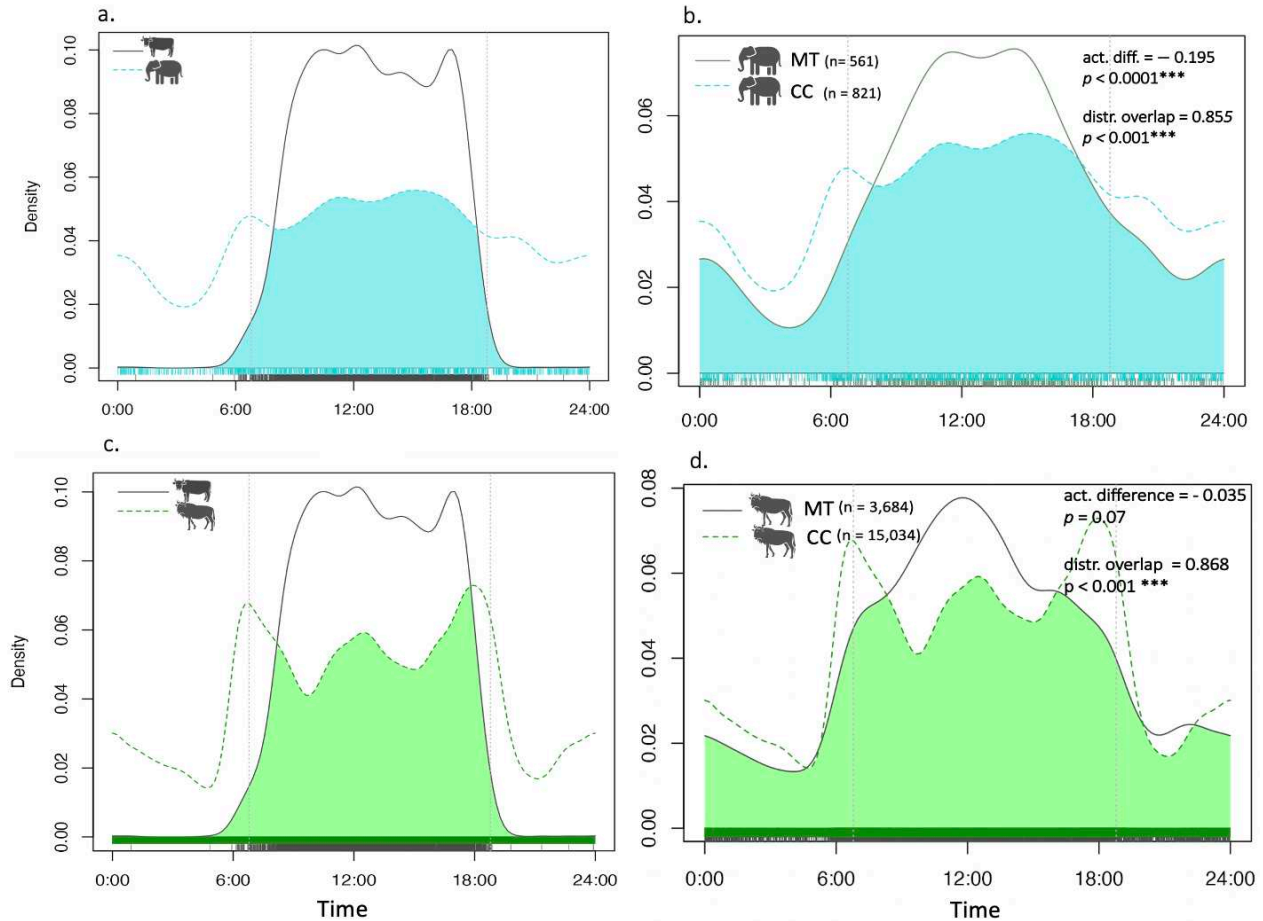 a.
0.10
0.08
0.06
0.04
0.02
0.00
Density
0:00 6:00 12:00 18:00 24:00
b.
MT (n= 561)
CC (n = 821)
act. diff. = – 0.195
p < 0.0001***
distr. overlap = 0.855
p < 0.001***
0.06
0.04
0.02
0.00
0:00 6:00 12:00 18:00 24:00
c.
0.10
0.08
0.06
0.04
0.02
0.00
Density
0:00 6:00 12:00 18:00 24:00
Time
d.
MT (n = 3,684)
CC (n = 15,034)
act. difference = - 0.035
p = 0.07
distr. overlap = 0.868
p < 0.001 ***
0.08
0.06
0.04
0.02
0.00
0:00 6:00 12:00 18:00 24:00
Time